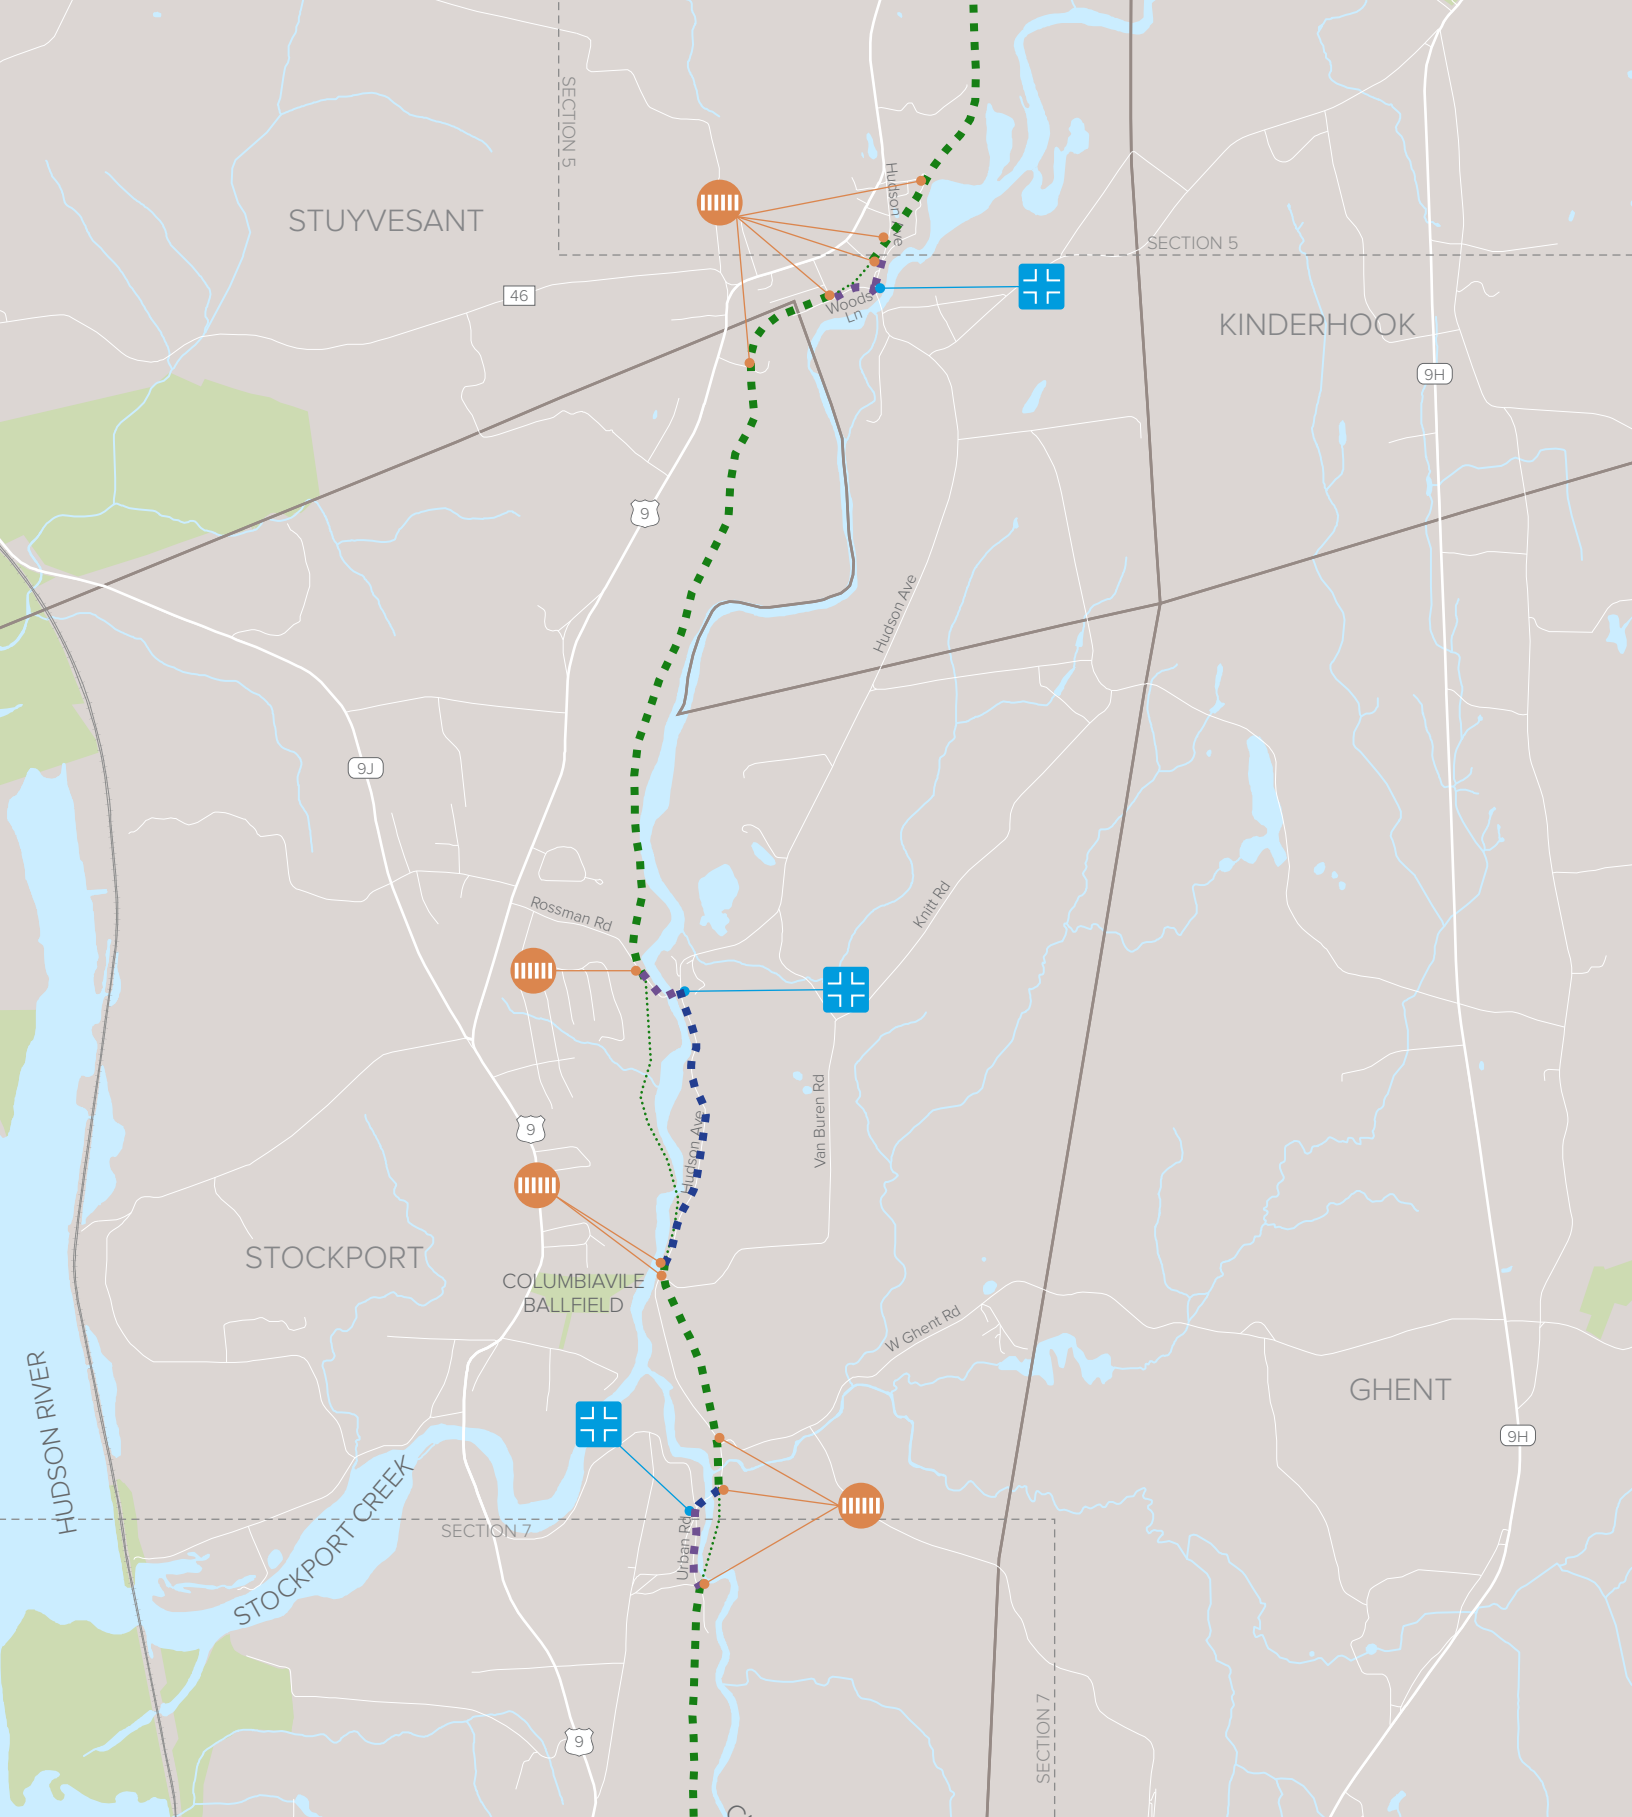 SECTION 5
Hudson Ave
STUYVESANT
SECTION 5
46
Woods
Ln
KINDERHOOK
9H
9
Hudson Ave
9J
Knitt Rd
Rossman Rd
Van Buren Rd
9
Hudson Ave
STOCKPORT
COLUMBIAVILE
BALLFIELD
W Ghent Rd
GHENT
HUDSON RIVER
9H
STOCKPORT CREEK
SECTION 7
Urban Rd
SECTION 7
9